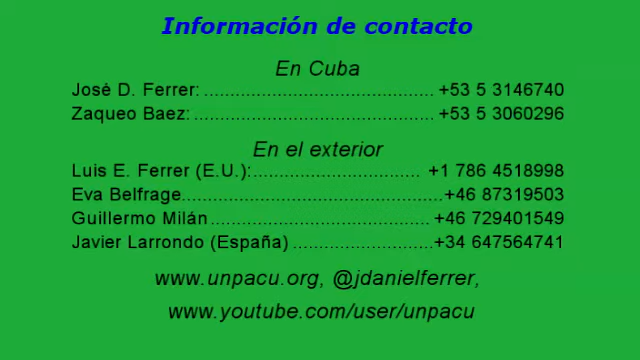 Información de contacto
En Cuba
José D. Ferrer: ............................................ +53 5 3146740
Zaqueo Baez: .............................................. +53 5 3060296
En el exterior
Luis E. Ferrer (E.U.): ................................ +1 786 4518998
Eva Belfrage.................................................. +46 87319503
Guillermo Milán .......................................... +46 729401549
Javier Larrondo (España) ........................... +34 647564741
www.unpacu.org, @jdanielferrer,
www.youtube.com/user/unpacu